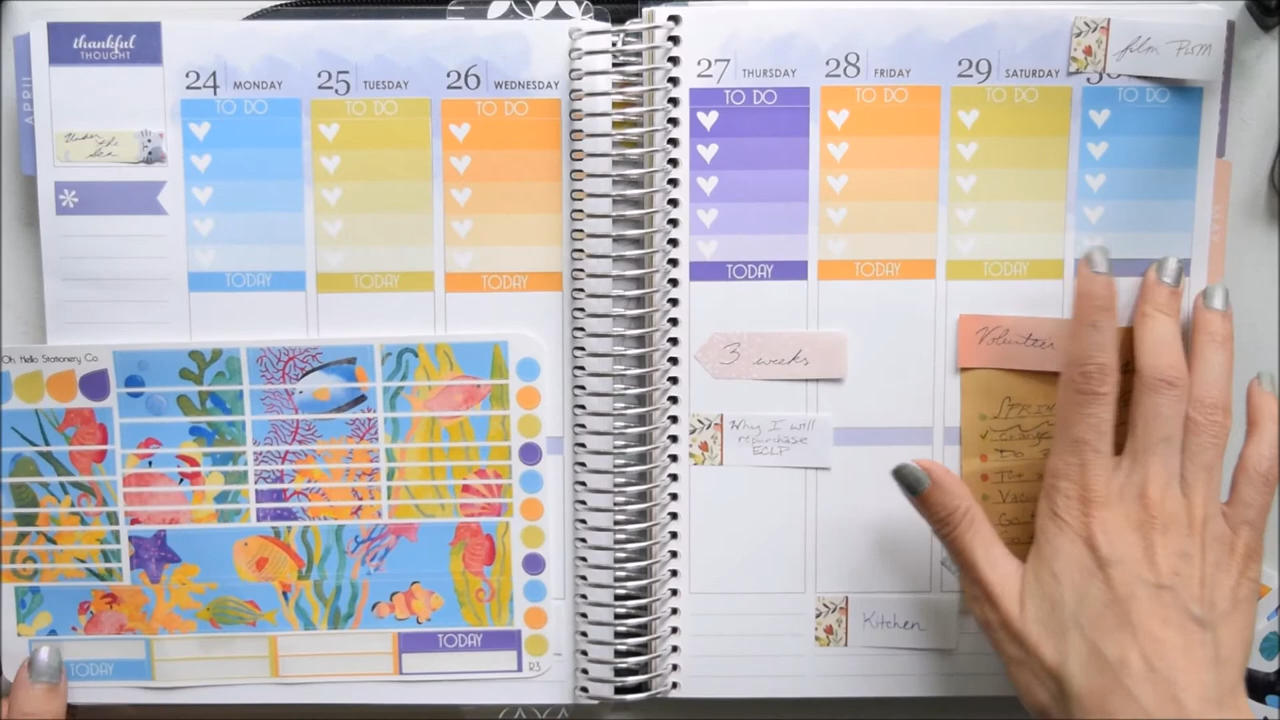 thankful
THOUGHT
APRIL
Under
the
Sea
24 MONDAY
TO DO
TODAY
25 TUESDAY
TO DO
TODAY
26 WEDNESDAY
TO DO
TODAY
27 THURSDAY
TO DO
TODAY
3 weeks
Why I will
repurchase
ECLP
28 FRIDAY
TO DO
TODAY
Kitchen
29 SATURDAY
TO DO
TODAY
Volunteer
film PWM
TO DO
MAY
Oh Hello Stationery Co
TODAY
TODAY
R3